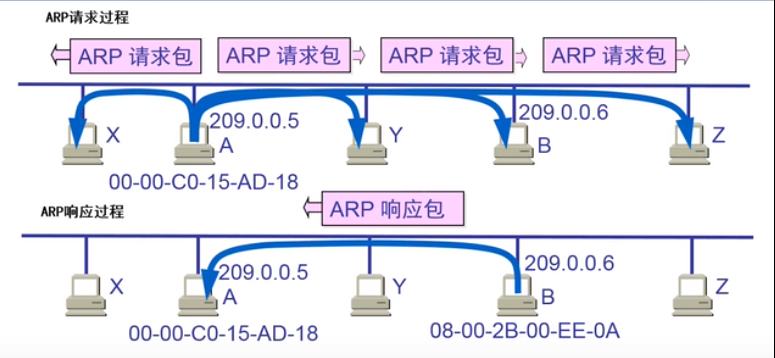 ARP请求过程
ARP 请求包 ARP 请求包 ARP 请求包 ARP 请求包
X 209.0.0.5 A Y 209.0.0.6 B Z
00-00-C0-15-AD-18
ARP响应过程
ARP 响应包
X 209.0.0.5 A Y 209.0.0.6 B Z
00-00-C0-15-AD-18 08-00-2B-00-EE-0A